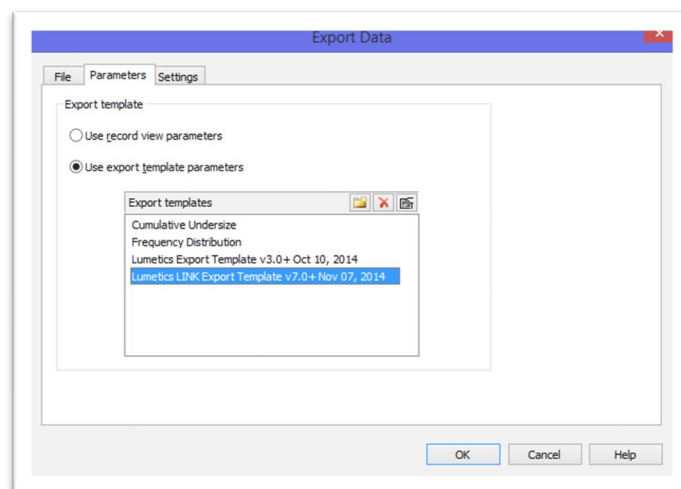 Export Data
File Parameters Settings
Export template
Use record view parameters
Use export template parameters
Export templates
Cumulative Undersize
Frequency Distribution
Lumetics Export Template v3.0+ Oct 10, 2014
Lumetics LINK Export Template v7.0+ Nov 07, 2014
OK Cancel Help